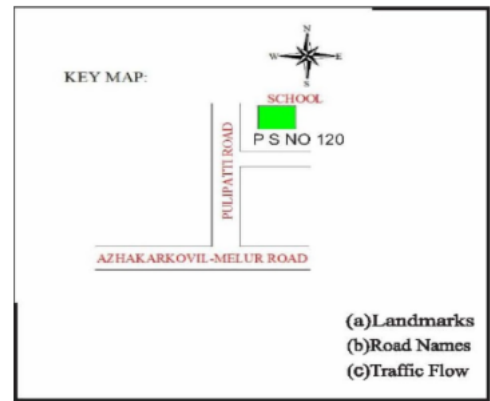 N
W E
S
KEY MAP:
SCHOOL
P S NO 120
PULIPATTI ROAD
AZHAKARKOVIL-MELUR ROAD
(a)Landmarks
(b)Road Names
(c)Traffic Flow